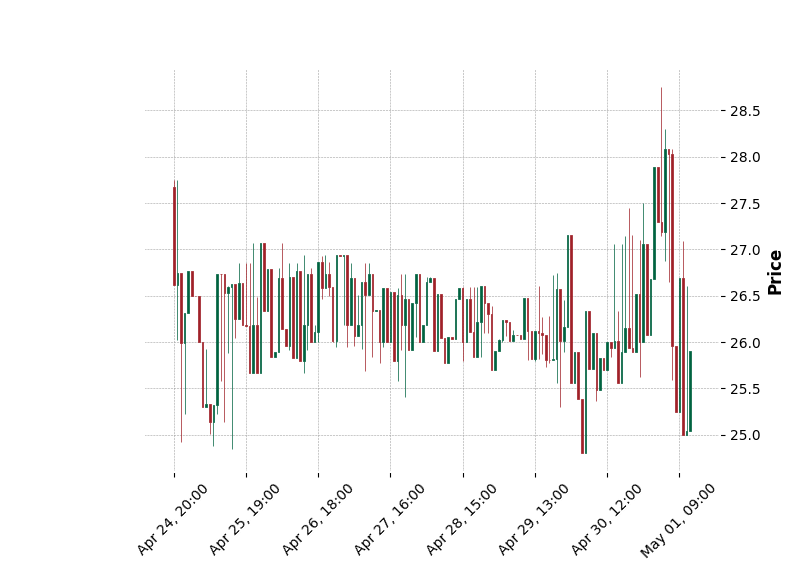 28.5
28.0
27.5
27.0
26.5
26.0
25.5
25.0
Price
Apr 24, 20:00
Apr 25, 19:00
Apr 26, 18:00
Apr 27, 16:00
Apr 28, 15:00
Apr 29, 13:00
Apr 30, 12:00
May 01, 09:00